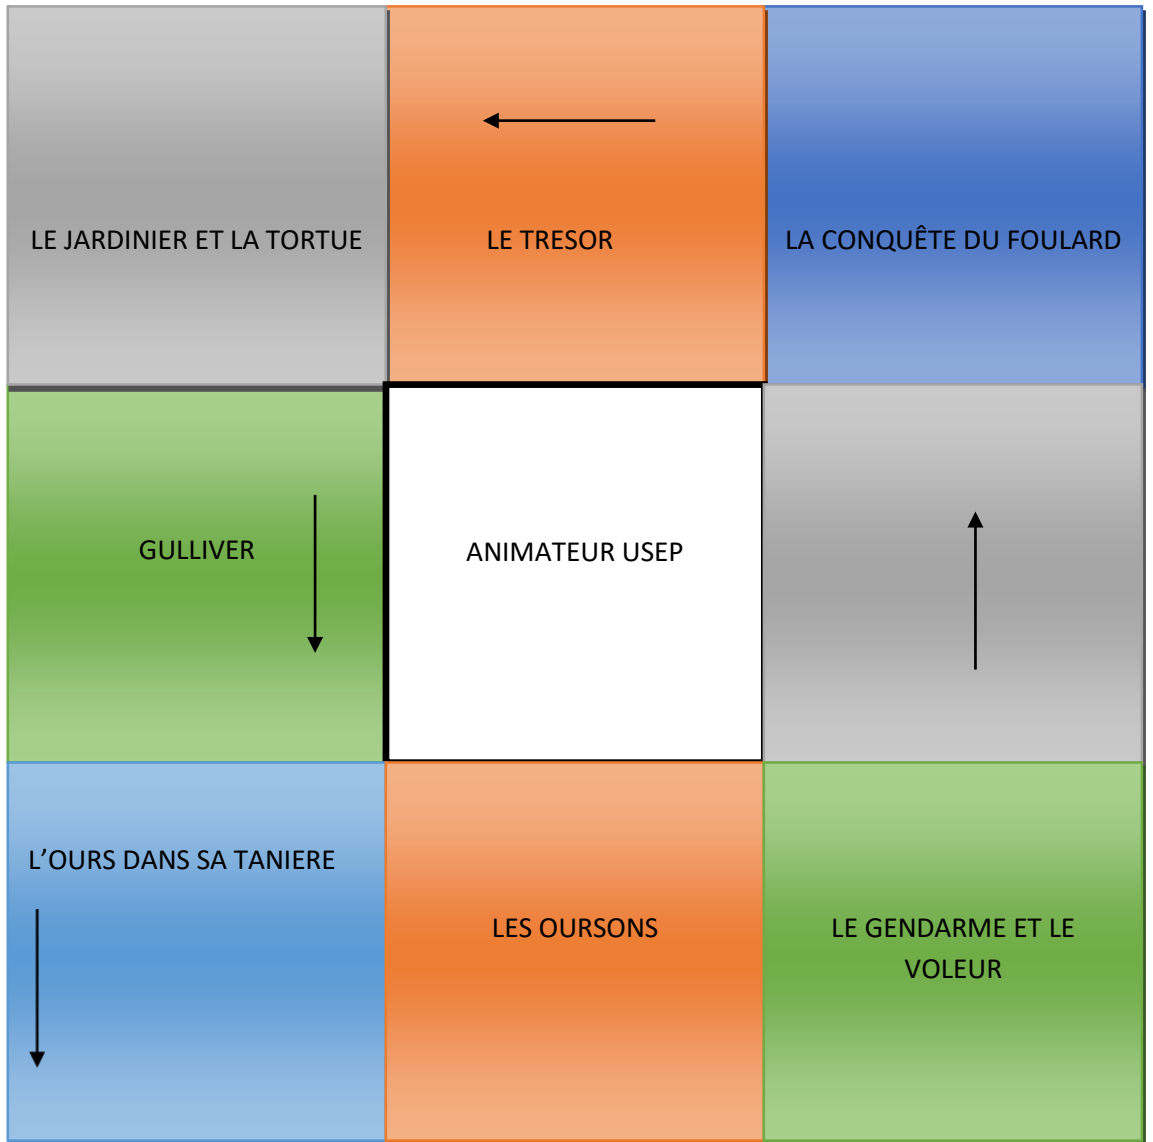 LE JARDINIER ET LA TORTUE
LE TRESOR
LA CONQUÊTE DU FOULARD
GULLIVER
ANIMATEUR USEP
L’OURS DANS SA TANIERE
LES OURSONS
LE GENDARME ET LE
VOLEUR